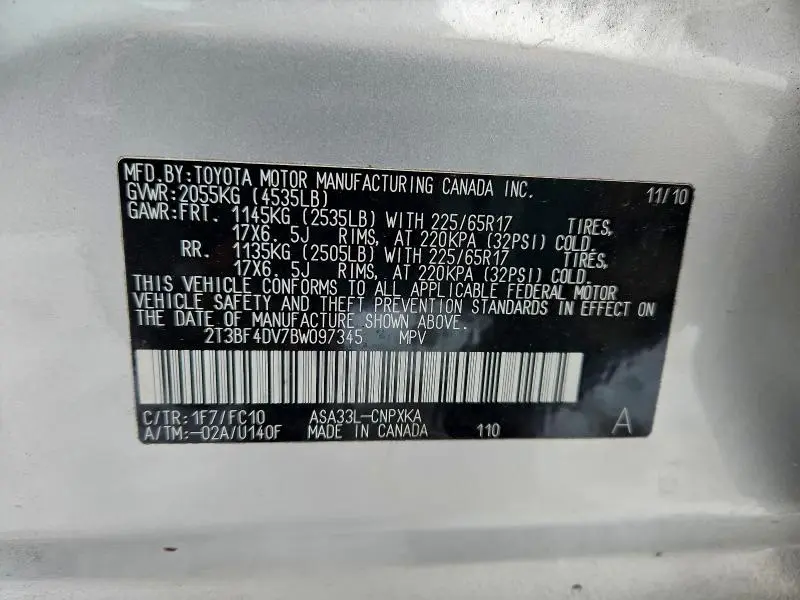 MFD.BY:TOYOTA MOTOR MANUFACTURING CANADA INC. 11/10
GVWR:2055KG (4535LB)
GAWR:FRT. 1145KG (2535LB) WITH 225/65R17 TIRES,
17X6. 5J RIMS, AT 220KPA (32PSI) COLD.
RR. 1135KG (2505LB) WITH 225/65R17 TIRES,
17X6. 5J RIMS, AT 220KPA (32PSI) COLD.
THIS VEHICLE CONFORMS TO ALL APPLICABLE FEDERAL MOTOR
VEHICLE SAFETY AND THEFT PREVENTION STANDARDS IN EFFECT ON
THE DATE OF MANUFACTURE SHOWN ABOVE.
2T3BF4DV7BW097345 MPV
C/TR:1F7/FC10 ASA33L-CNPXKA
A/TM:-02A/U140F MADE IN CANADA 110 A